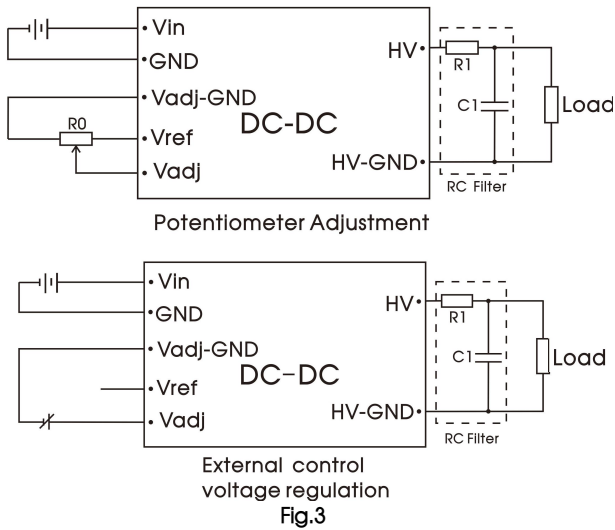 Vin
GND
Vadj-GND
R0
Vref
Vadj
DC-DC
HV
R1
C1
Load
HV-GND
RC Filter
Potentiometer Adjustment
Vin
GND
Vadj-GND
Vref
Vadj
DC-DC
HV
R1
C1
Load
HV-GND
RC Filter
External control
voltage regulation
Fig.3